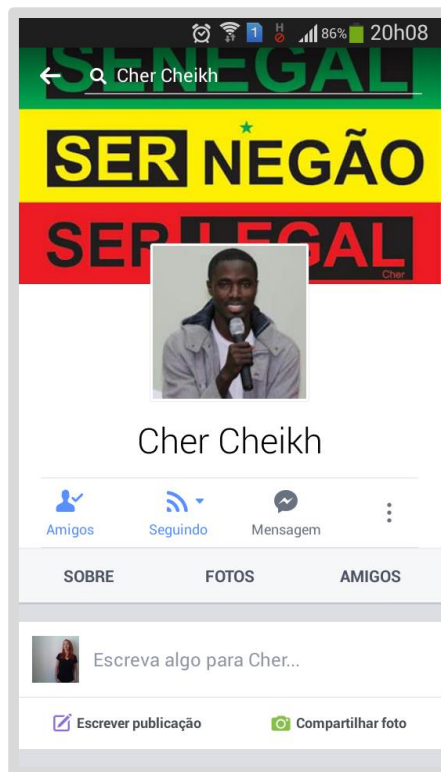 1 H 86% 20h08
SENEGAL
Cher Cheikh
SER NEGÃO
SER LEGAL
Cher
Cher Cheikh
Amigos Seguindo Mensagem
SOBRE FOTOS AMIGOS
Escreva algo para Cher...
Escrever publicação Compartilhar foto